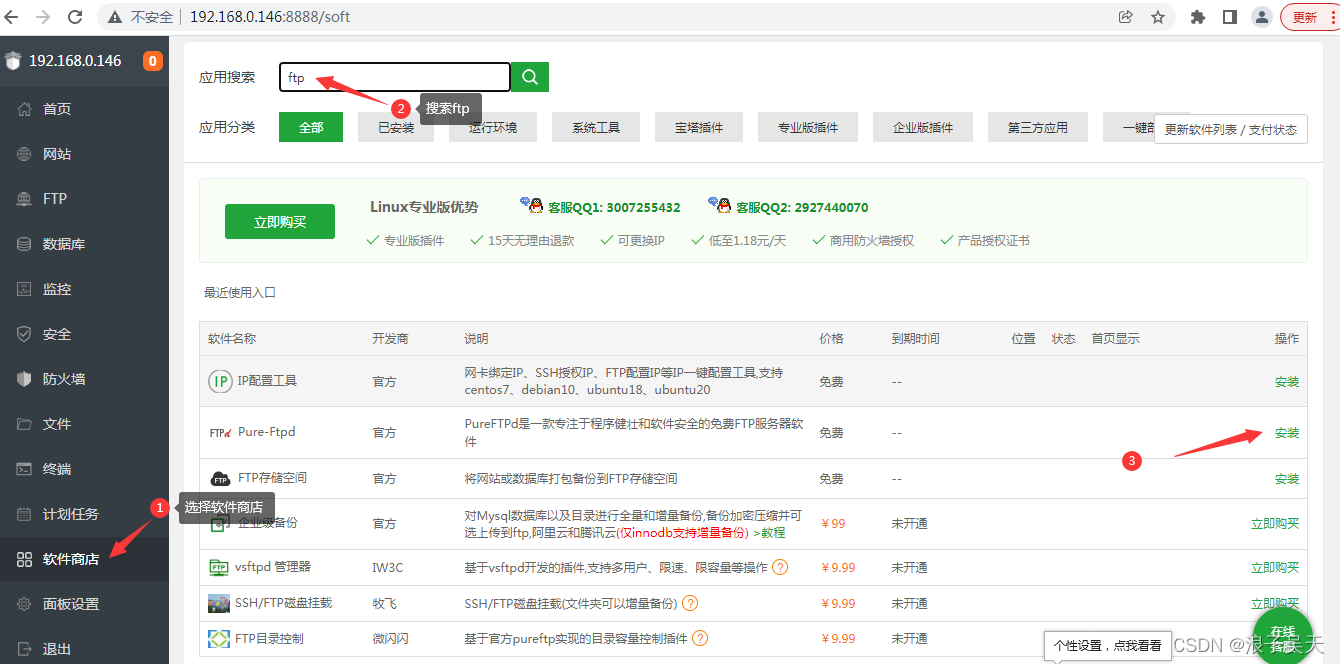 不安全 192.168.0.146:8888/soft 更新
192.168.0.146 0
首页
网站
FTP
数据库
监控
安全
防火墙
文件
终端
计划任务
软件商店
面板设置
退出
1 选择软件商店
应用搜索 ftp
2 搜索ftp
应用分类 全部 已安装 运行环境 系统工具 宝塔插件 专业版插件 企业版插件 第三方应用 一键部 更新软件列表 / 支付状态
立即购买
Linux专业版优势 客服QQ1: 3007255432 客服QQ2: 2927440070
专业版插件 15天无理由退款 可更换IP 低至1.18元/天 商用防火墙授权 产品授权证书
最近使用入口
软件名称 开发商 说明 价格 到期时间 位置 状态 首页显示 操作
IP IP配置工具 官方 网卡绑定IP、SSH授权IP、FTP配置IP等IP一键配置工具,支持
centos7、debian10、ubuntu18、ubuntu20 免费 -- 安装
FTPd Pure-Ftpd 官方 PureFTPd是一款专注于程序健壮和软件安全的免费FTP服务器软
件 免费 -- 安装
3
FTP FTP存储空间 官方 将网站或数据库打包备份到FTP存储空间 免费 -- 安装
企业级备份 官方 对Mysql数据库以及目录进行全量和增量备份,备份加密压缩并可
选上传到ftp,阿里云和腾讯云(仅innodb支持增量备份) >教程 ￥99 未开通 立即购买
FTP vsftpd 管理器 IW3C 基于vsftpd开发的插件,支持多用户、限速、限容量等操作 ? ￥9.99 未开通 立即购买
SSH/FTP磁盘挂载 牧飞 SSH/FTP磁盘挂载(文件夹可以增量备份) ? ￥9.99 未开通 立即购买
FTP目录控制 微闪闪 基于官方pureftp实现的目录容量控制插件 ? ￥9.99 未开通
在线
客服
个性设置，点我看看
CSDN @浪子吴天